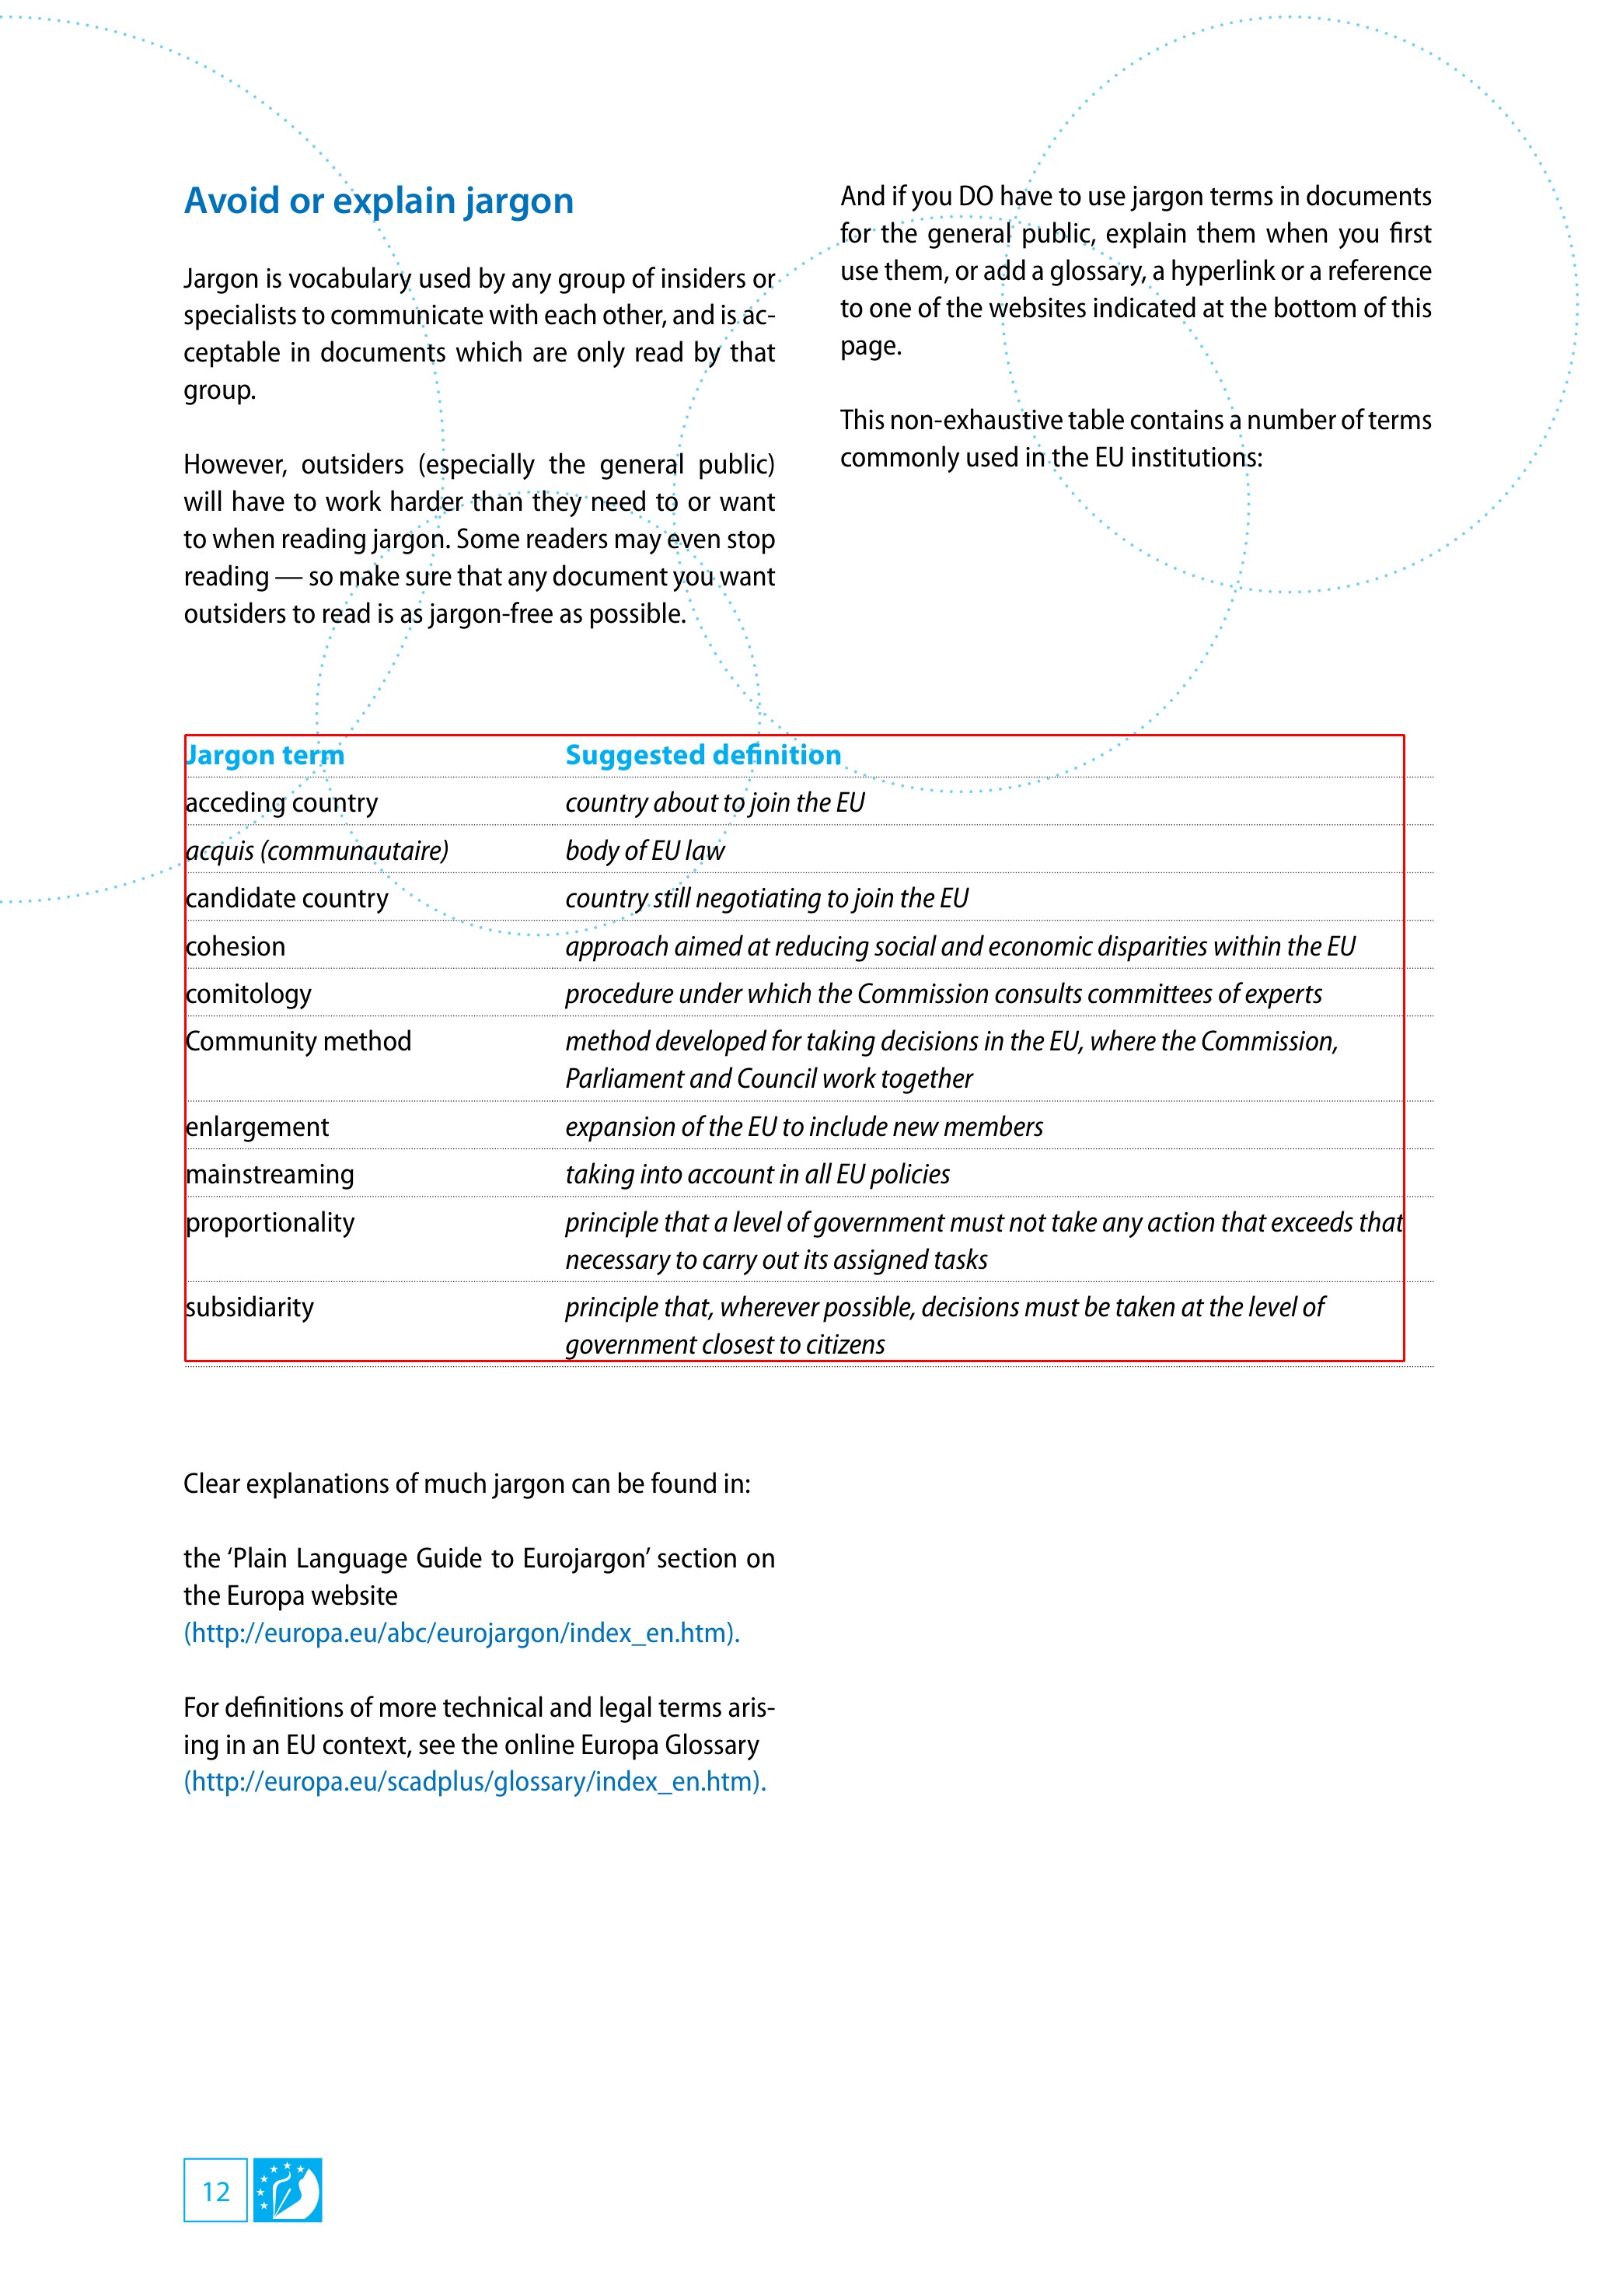 Avoid or explain jargon
Jargon is vocabulary used by any group of insiders or
specialists to communicate with each other, and is ac-
ceptable in documents which are only read by that
group.
However, outsiders (especially the general public)
will have to work harder than they need to or want
to when reading jargon. Some readers may even stop
reading — so make sure that any document you want
outsiders to read is as jargon-free as possible.
And if you DO have to use jargon terms in documents
for the general public, explain them when you first
use them, or add a glossary, a hyperlink or a reference
to one of the websites indicated at the bottom of this
page.
This non-exhaustive table contains a number of terms
commonly used in the EU institutions:
Jargon term Suggested definition
acceding country country about to join the EU
acquis (communautaire) body of EU law
candidate country country still negotiating to join the EU
cohesion approach aimed at reducing social and economic disparities within the EU
comitology procedure under which the Commission consults committees of experts
Community method method developed for taking decisions in the EU, where the Commission,
Parliament and Council work together
enlargement expansion of the EU to include new members
mainstreaming taking into account in all EU policies
proportionality principle that a level of government must not take any action that exceeds that
necessary to carry out its assigned tasks
subsidiarity principle that, wherever possible, decisions must be taken at the level of
government closest to citizens
Clear explanations of much jargon can be found in:
the ‘Plain Language Guide to Eurojargon’ section on
the Europa website
(http://europa.eu/abc/eurojargon/index_en.htm).
For definitions of more technical and legal terms aris-
ing in an EU context, see the online Europa Glossary
(http://europa.eu/scadplus/glossary/index_en.htm).
12